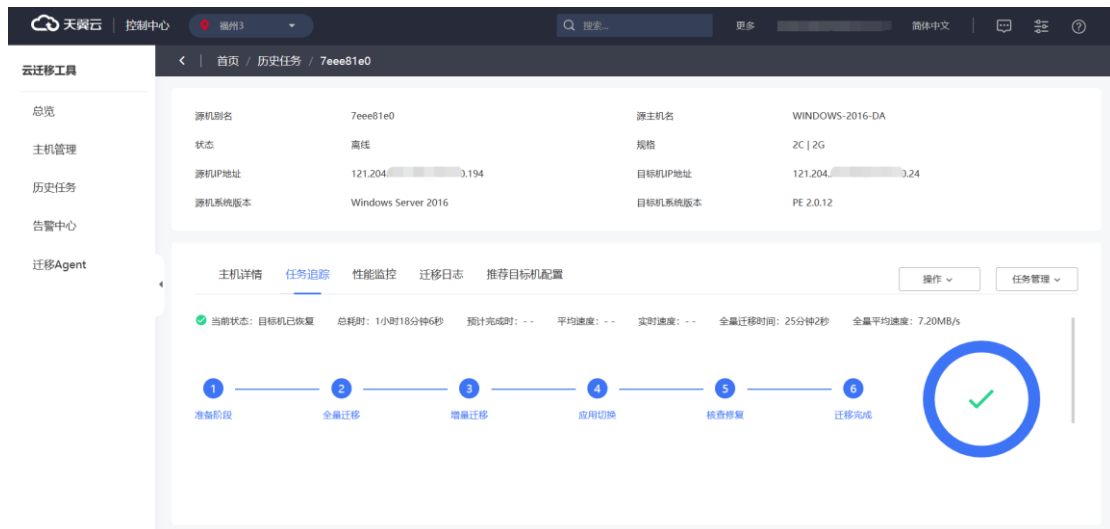 天翼云 控制中心 福州3 搜索... 更多 简体中文
云迁移工具
首页 / 历史任务 / 7eee81e0
总览
主机管理
历史任务
告警中心
迁移Agent
源机别名 7eee81e0 源主机名 WINDOWS-2016-DA
状态 离线 规格 2C | 2G
源机IP地址 121.204. 0.194 目标机IP地址 121.204. 0.24
源机系统版本 Windows Server 2016 目标机系统版本 PE 2.0.12
主机详情 任务追踪 性能监控 迁移日志 推荐目标机配置 操作 任务管理
当前状态：目标机已恢复 总耗时：1小时18分钟6秒 预计完成时：- - 平均速度：- - 实时速度：- - 全量迁移时间：25分钟2秒 全量平均速度：7.20MB/s
1 2 3 4 5 6
准备阶段 全量迁移 增量迁移 应用切换 核查修复 迁移完成